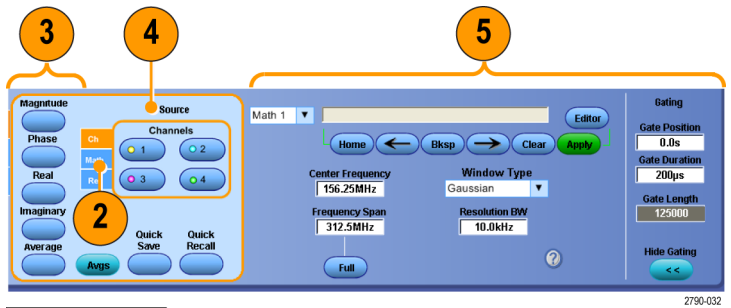 3
4
5
Magnitude
Phase
Real
Imaginary
Average
Source
Ch
Math
Re
2
Channels
1
2
3
4
Avgs
Quick Save
Quick Recall
Math 1
Editor
Home
Bksp
Clear
Apply
Center Frequency
156.25MHz
Window Type
Gaussian
Frequency Span
312.5MHz
Resolution BW
10.0kHz
Full
?
Gating
Gate Position
0.0s
Gate Duration
200µs
Gate Length
125000
Hide Gating
<<
2790-032